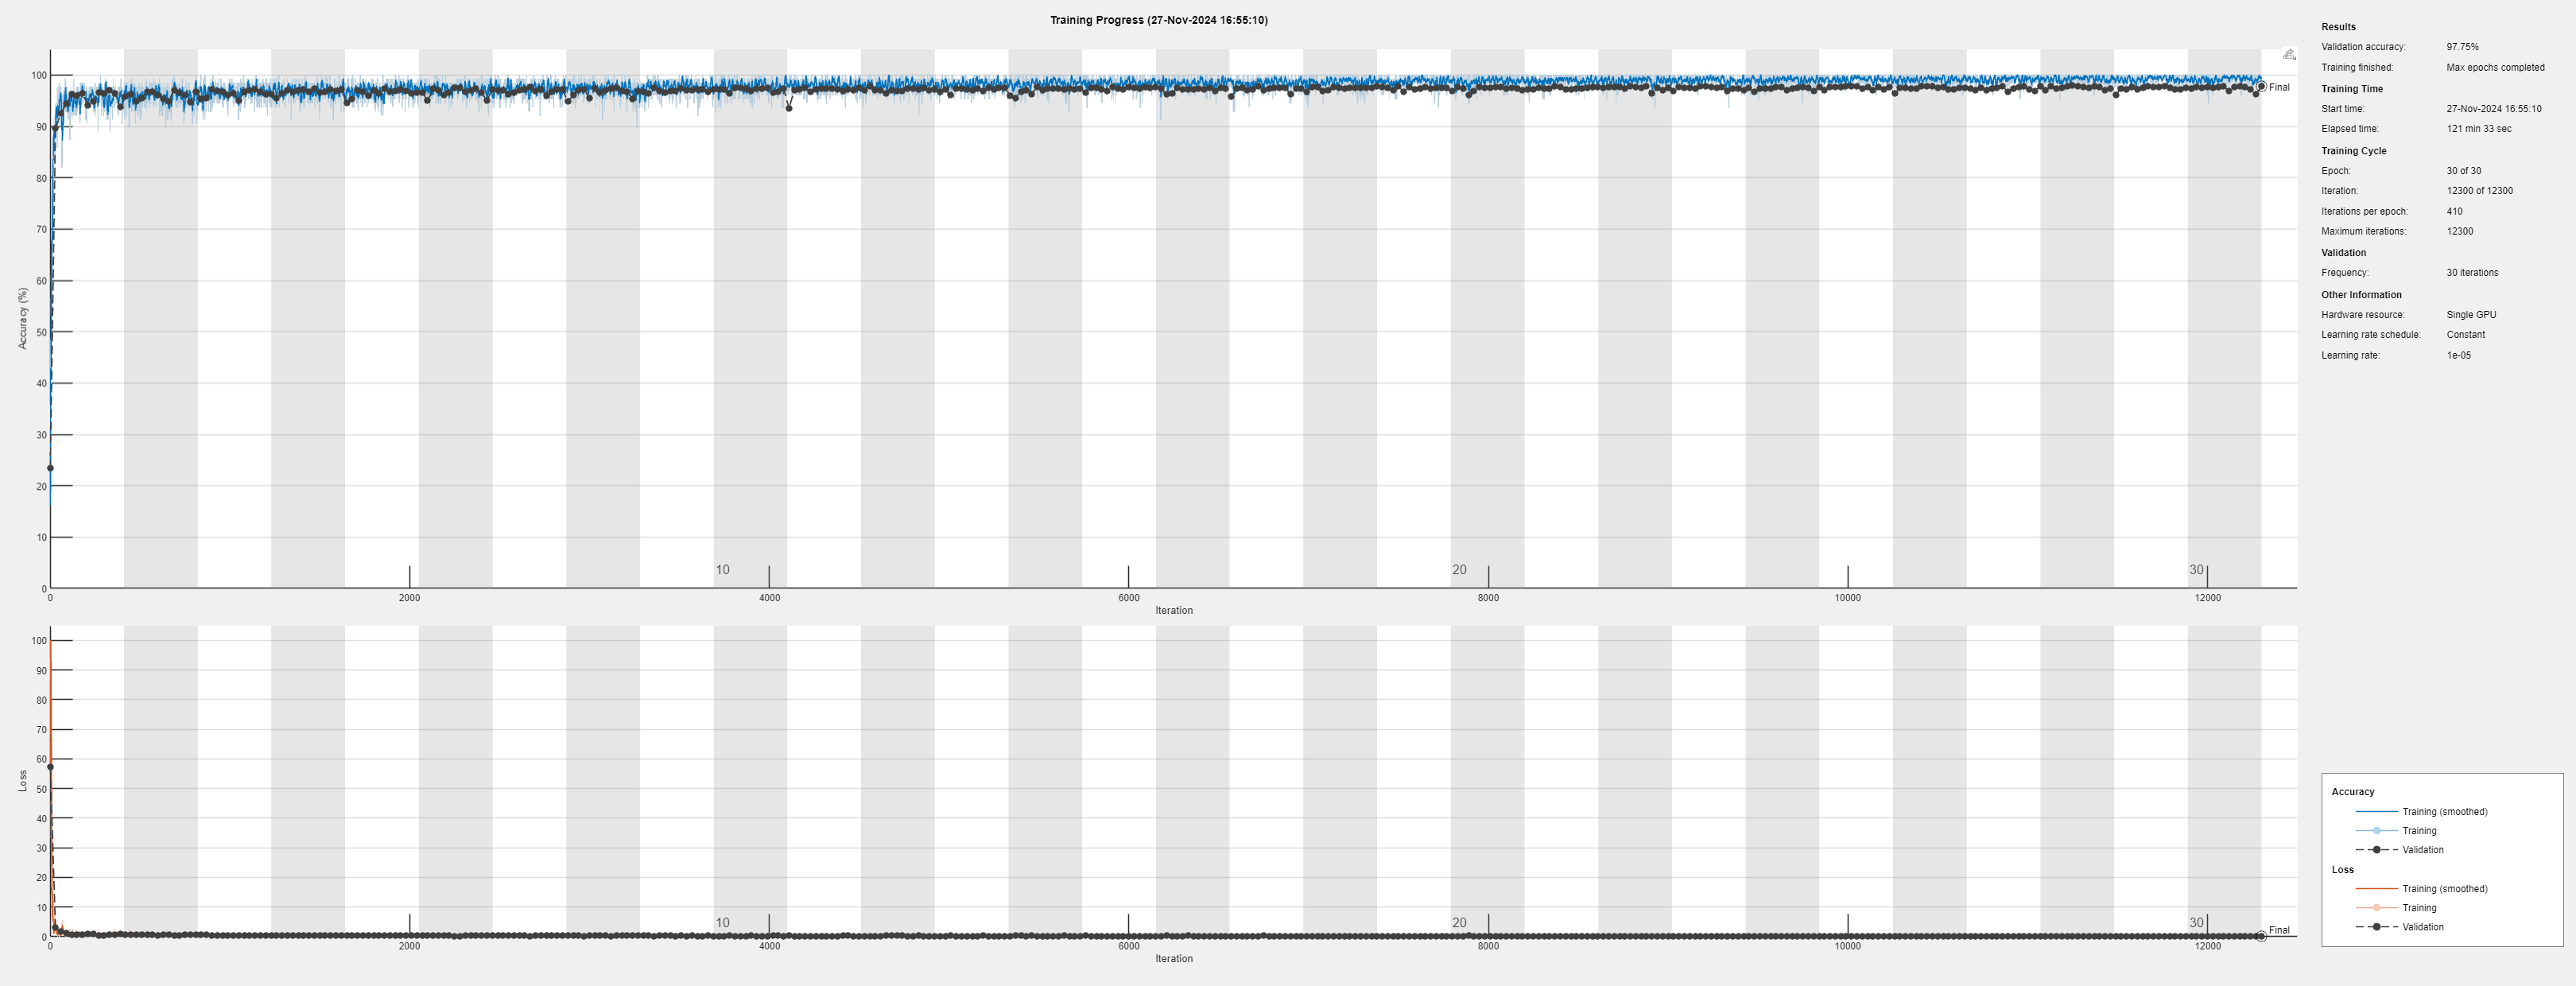 Training Progress (27-Nov-2024 16:55:10)
100
90
80
70
60
50
40
30
20
10
0
Accuracy (%)
Final
10
20
30
0
2000
4000
6000
8000
10000
12000
Iteration
100
90
80
70
60
50
40
30
20
10
0
Loss
10
20
30
Final
0
2000
4000
6000
8000
10000
12000
Iteration
Results
Validation accuracy: 97.75%
Training finished: Max epochs completed
Training Time
Start time: 27-Nov-2024 16:55:10
Elapsed time: 121 min 33 sec
Training Cycle
Epoch: 30 of 30
Iteration: 12300 of 12300
Iterations per epoch: 410
Maximum iterations: 12300
Validation
Frequency: 30 iterations
Other Information
Hardware resource: Single GPU
Learning rate schedule: Constant
Learning rate: 1e-05
Accuracy
Training (smoothed)
Training
Validation
Loss
Training (smoothed)
Training
Validation